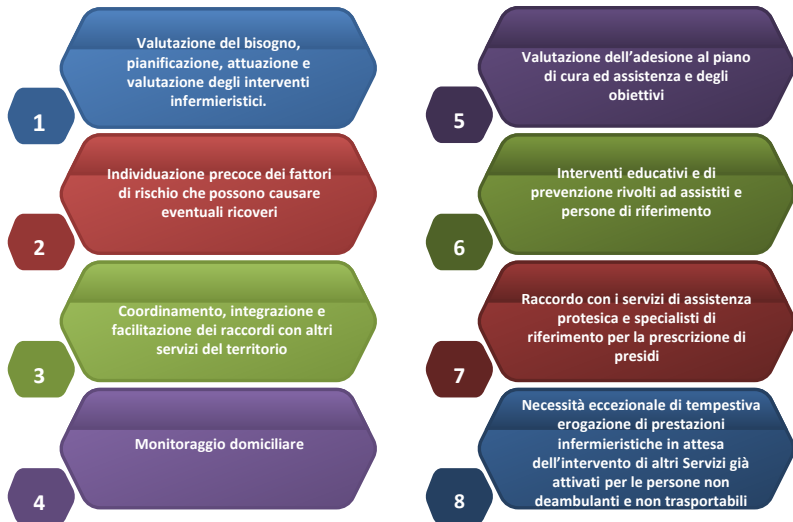 Valutazione del bisogno,
pianificazione, attuazione e
valutazione degli interventi
infermieristici.
1
Individuazione precoce dei fattori
di rischio che possono causare
eventuali ricoveri
2
Coordinamento, integrazione e
facilitazione dei raccordi con altri
servizi del territorio
3
Monitoraggio domiciliare
4
Valutazione dell’adesione al piano
di cura ed assistenza e degli
obiettivi
5
Interventi educativi e di
prevenzione rivolti ad assistiti e
persone di riferimento
6
Raccordo con i servizi di assistenza
protesica e specialisti di
riferimento per la prescrizione di
presidi
7
Necessità eccezionale di tempestiva
erogazione di prestazioni
infermieristiche in attesa
dell’intervento di altri Servizi già
attivati per le persone non
deambulanti e non trasportabili
8